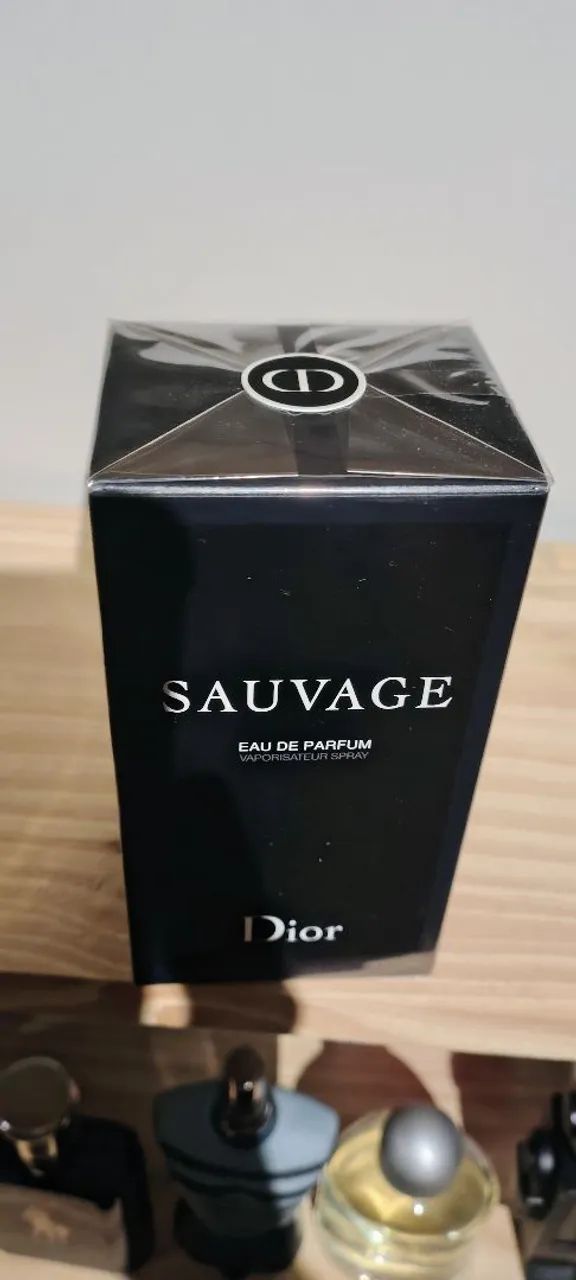 SAUVAGE
EAU DE PARFUM
VAPORISATEUR SPRAY
Dior